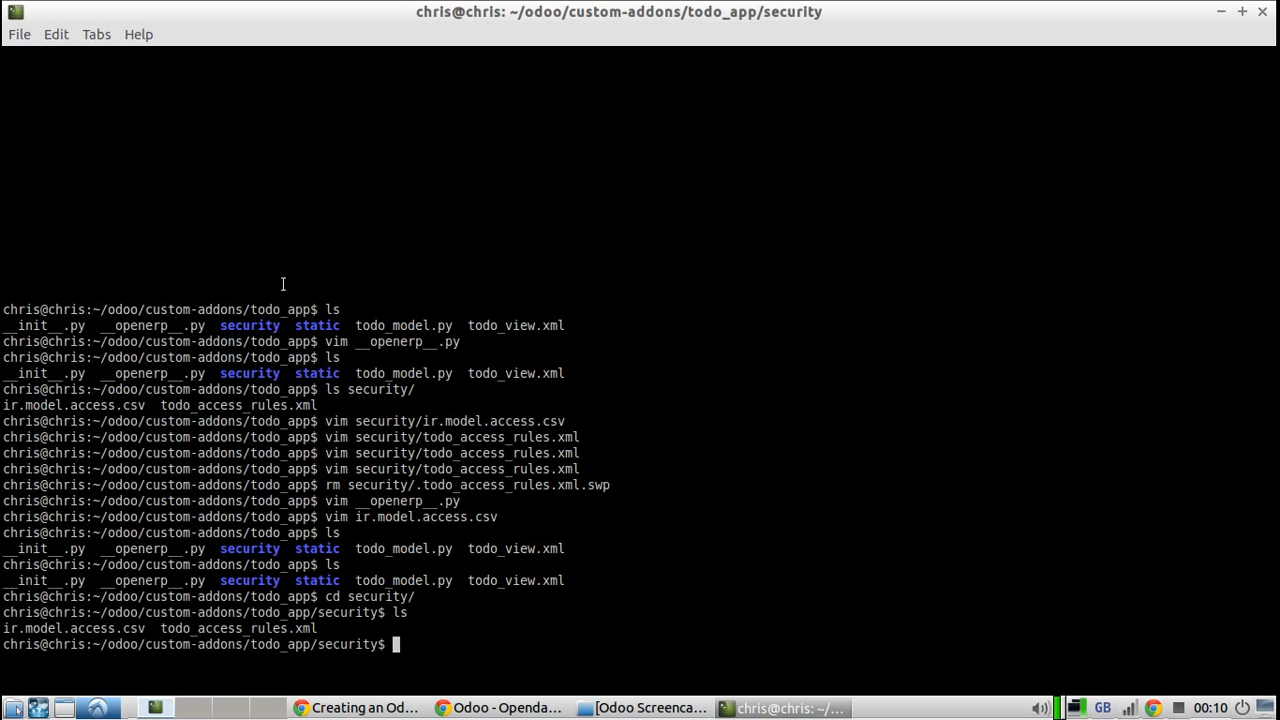 chris@chris: ~/odoo/custom-addons/todo_app/security
File Edit Tabs Help
chris@chris:~/odoo/custom-addons/todo_app$ ls
__init__.py __openerp__.py security static todo_model.py todo_view.xml
chris@chris:~/odoo/custom-addons/todo_app$ vim __openerp__.py
chris@chris:~/odoo/custom-addons/todo_app$ ls
__init__.py __openerp__.py security static todo_model.py todo_view.xml
chris@chris:~/odoo/custom-addons/todo_app$ ls security/
ir.model.access.csv todo_access_rules.xml
chris@chris:~/odoo/custom-addons/todo_app$ vim security/ir.model.access.csv
chris@chris:~/odoo/custom-addons/todo_app$ vim security/todo_access_rules.xml
chris@chris:~/odoo/custom-addons/todo_app$ vim security/todo_access_rules.xml
chris@chris:~/odoo/custom-addons/todo_app$ vim security/todo_access_rules.xml
chris@chris:~/odoo/custom-addons/todo_app$ rm security/.todo_access_rules.xml.swp
chris@chris:~/odoo/custom-addons/todo_app$ vim __openerp__.py
chris@chris:~/odoo/custom-addons/todo_app$ vim ir.model.access.csv
chris@chris:~/odoo/custom-addons/todo_app$ ls
__init__.py __openerp__.py security static todo_model.py todo_view.xml
chris@chris:~/odoo/custom-addons/todo_app$ ls
__init__.py __openerp__.py security static todo_model.py todo_view.xml
chris@chris:~/odoo/custom-addons/todo_app$ cd security/
chris@chris:~/odoo/custom-addons/todo_app/security$ ls
ir.model.access.csv todo_access_rules.xml
chris@chris:~/odoo/custom-addons/todo_app/security$
Creating an Od... Odoo - Openda... [Odoo Screenca... chris@chris: ~/... GB 00:10